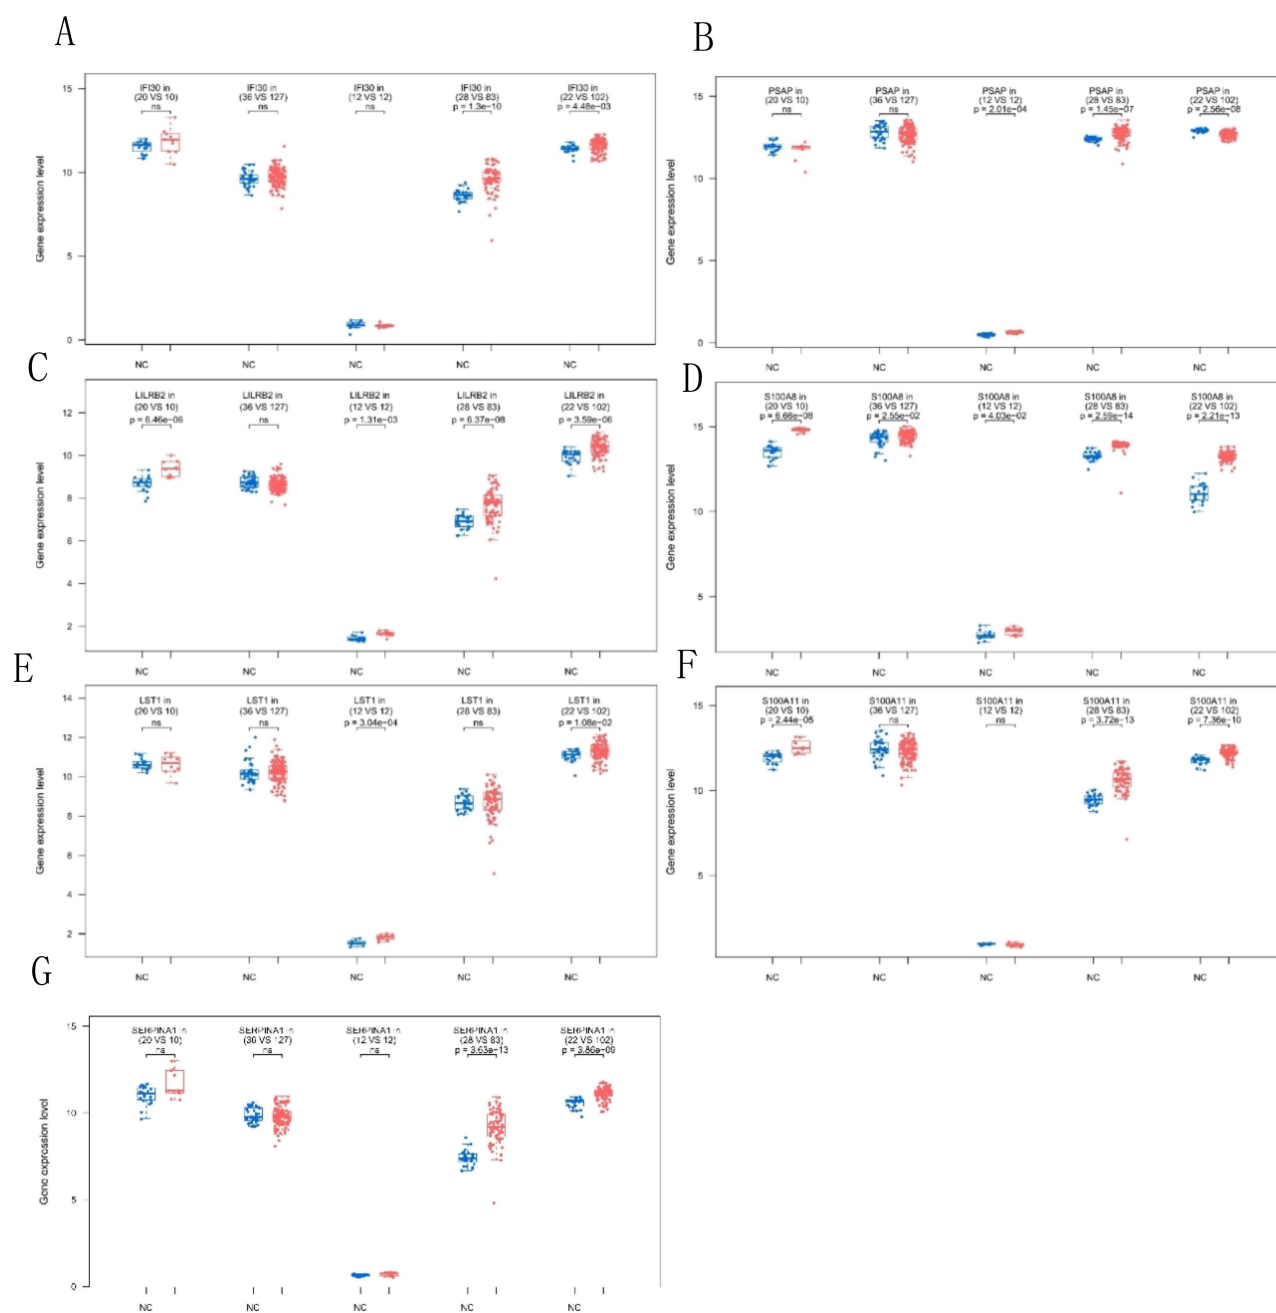 A
IFI30 in
(20 VS 10)
ns
IFI30 in
(36 VS 127)
ns
IFI30 in
(12 VS 12)
ns
IFI30 in
(28 VS 83)
p = 1.3e−10
IFI30 in
(22 VS 102)
p = 4.48e−03
Gene expression level
15
10
5
0
NC
NC
NC
NC
NC
B
PSAP in
(20 VS 10)
ns
PSAP in
(36 VS 127)
ns
PSAP in
(12 VS 12)
p = 2.01e−04
PSAP in
(28 VS 83)
p = 1.45e−07
PSAP in
(22 VS 102)
p = 2.56e−08
Gene expression level
15
10
5
0
NC
NC
NC
NC
NC
C
LILRB2 in
(20 VS 10)
p = 6.46e−06
LILRB2 in
(36 VS 127)
ns
LILRB2 in
(12 VS 12)
p = 1.31e−03
LILRB2 in
(28 VS 83)
p = 6.37e−08
LILRB2 in
(22 VS 102)
p = 3.59e−06
Gene expression level
12
10
8
6
4
2
NC
NC
NC
NC
NC
D
S100A8 in
(20 VS 10)
p = 6.66e−08
S100A8 in
(36 VS 127)
p = 2.55e−02
S100A8 in
(12 VS 12)
p = 4.03e−02
S100A8 in
(28 VS 83)
p = 2.59e−14
S100A8 in
(22 VS 102)
p = 2.21e−13
Gene expression level
15
10
5
NC
NC
NC
NC
NC
E
LST1 in
(20 VS 10)
ns
LST1 in
(36 VS 127)
ns
LST1 in
(12 VS 12)
p = 3.04e−04
LST1 in
(28 VS 83)
ns
LST1 in
(22 VS 102)
p = 1.08e−02
Gene expression level
14
12
10
8
6
4
2
NC
NC
NC
NC
NC
F
S100A11 in
(20 VS 10)
p = 2.44e−05
S100A11 in
(36 VS 127)
ns
S100A11 in
(12 VS 12)
ns
S100A11 in
(28 VS 83)
p = 3.72e−13
S100A11 in
(22 VS 102)
p = 7.36e−10
Gene expression level
15
10
5
NC
NC
NC
NC
NC
G
SERPINA1 in
(20 VS 10)
ns
SERPINA1 in
(36 VS 127)
ns
SERPINA1 in
(12 VS 12)
ns
SERPINA1 in
(28 VS 83)
p = 3.63e−13
SERPINA1 in
(22 VS 102)
p = 3.86e−09
Gene expression level
15
10
5
0
NC
NC
NC
NC
NC